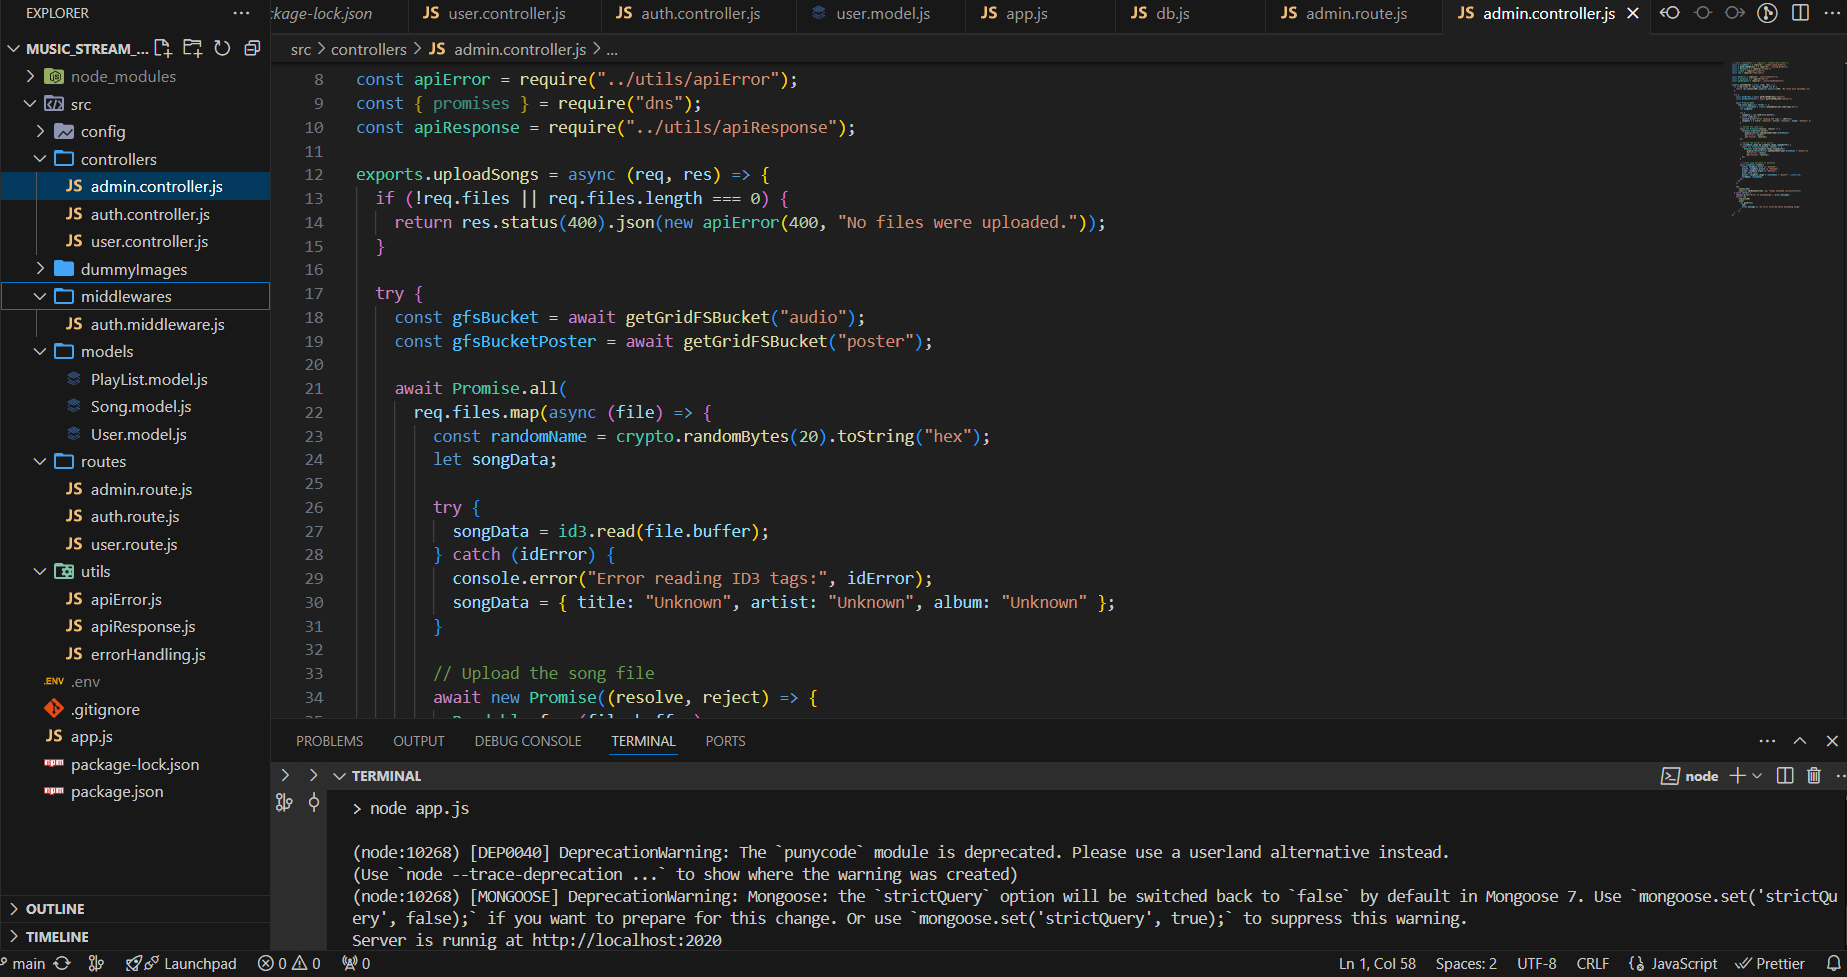 EXPLORER
MUSIC_STREAM_...
node_modules
src
config
controllers
JS admin.controller.js
JS auth.controller.js
JS user.controller.js
dummyImages
middlewares
JS auth.middleware.js
models
PlayList.model.js
Song.model.js
User.model.js
routes
JS admin.route.js
JS auth.route.js
JS user.route.js
utils
JS apiError.js
JS apiResponse.js
JS errorHandling.js
.ENV .env
.gitignore
JS app.js
package-lock.json
package.json
OUTLINE
TIMELINE
ckage-lock.json JS user.controller.js JS auth.controller.js user.model.js JS app.js JS db.js JS admin.route.js JS admin.controller.js
src > controllers > JS admin.controller.js > ...
8 const apiError = require("../utils/apiError");
9 const { promises } = require("dns");
10 const apiResponse = require("../utils/apiResponse");
11
12 exports.uploadSongs = async (req, res) => {
13 if (!req.files || req.files.length === 0) {
14 return res.status(400).json(new apiError(400, "No files were uploaded."));
15 }
16
17 try {
18 const gfsBucket = await getGridFSBucket("audio");
19 const gfsBucketPoster = await getGridFSBucket("poster");
20
21 await Promise.all(
22 req.files.map(async (file) => {
23 const randomName = crypto.randomBytes(20).toString("hex");
24 let songData;
25
26 try {
27 songData = id3.read(file.buffer);
28 } catch (idError) {
29 console.error("Error reading ID3 tags:", idError);
30 songData = { title: "Unknown", artist: "Unknown", album: "Unknown" };
31 }
32
33 // Upload the song file
34 await new Promise((resolve, reject) => {
PROBLEMS OUTPUT DEBUG CONSOLE TERMINAL PORTS
TERMINAL node
> node app.js
(node:10268) [DEP0040] DeprecationWarning: The `punycode` module is deprecated. Please use a userland alternative instead.
(Use `node --trace-deprecation ...` to show where the warning was created)
(node:10268) [MONGOOSE] DeprecationWarning: Mongoose: the `strictQuery` option will be switched back to `false` by default in Mongoose 7. Use `mongoose.set('strictQu
ery', false);` if you want to prepare for this change. Or use `mongoose.set('strictQuery', true);` to suppress this warning.
Server is runnig at http://localhost:2020
main Launchpad 0 0 0 Ln 1, Col 58 Spaces: 2 UTF-8 CRLF {} JavaScript Prettier